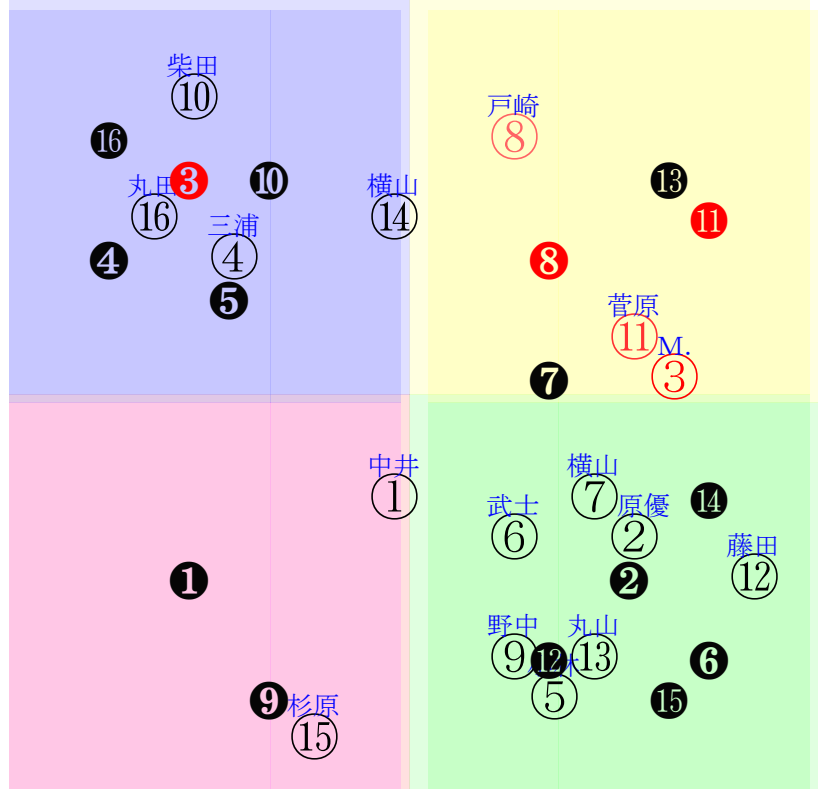 柴田
⑩
戸崎
⑧
⓰
丸田
❸
❿
横山
⓭
⑯
三浦
⑭
⓫
❹
④
❽
❺
菅原
⑪
M.
③
❼
中井
①
横山
⑦
武士
⑥
原優
②
⓮
藤田
⑫
❶
❷
野中
⑨
⓬
丸山
⑬
❻
⑤
❾
杉原
⑮
⓯